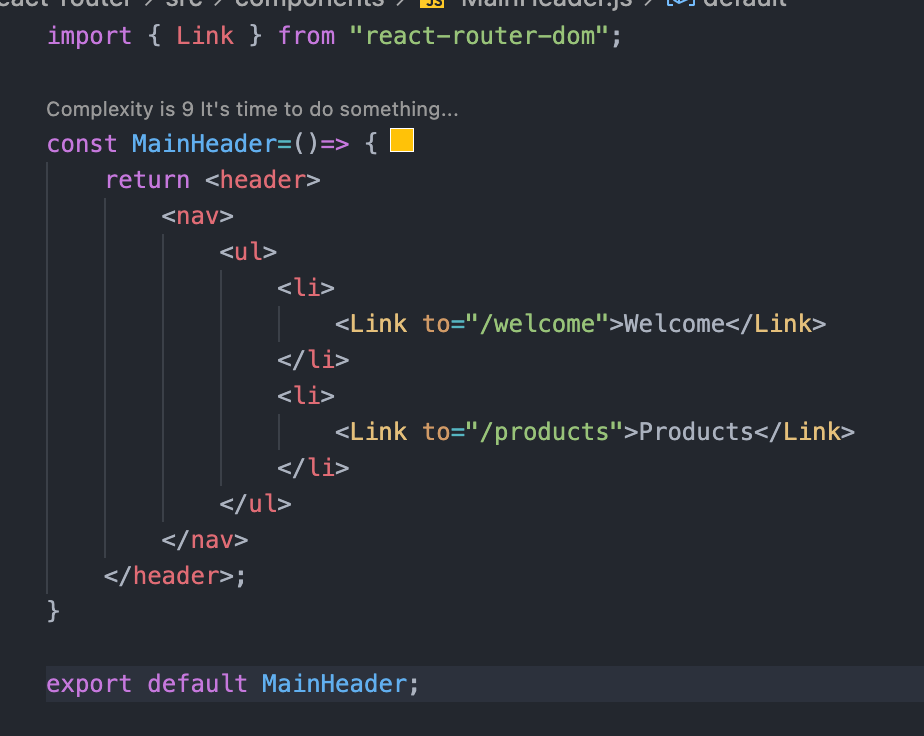 react-router > src > components > JS MainHeader.js > default
import { Link } from "react-router-dom";
Complexity is 9 It's time to do something...
const MainHeader=()=> {
return <header>
<nav>
<ul>
<li>
<Link to="/welcome">Welcome</Link>
</li>
<li>
<Link to="/products">Products</Link>
</li>
</ul>
</nav>
</header>;
}
export default MainHeader;